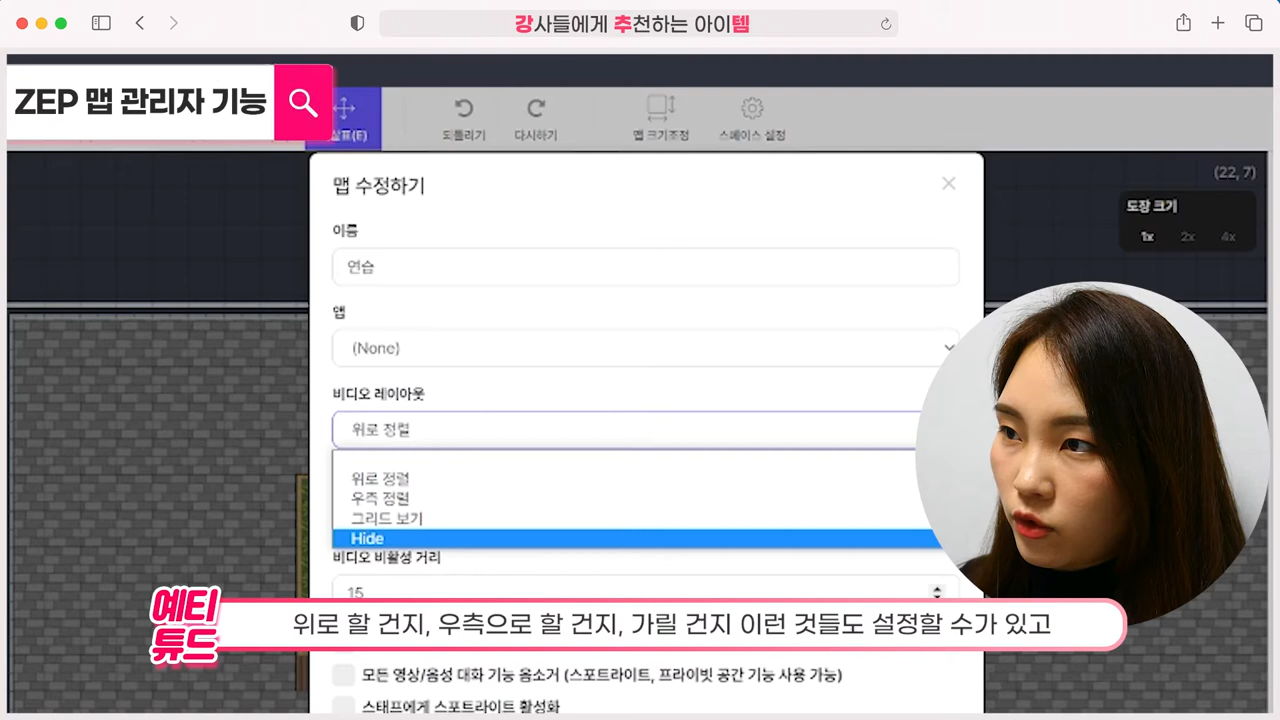 강사들에게 추천하는 아이템
ZEP 맵 관리자 기능
되돌리기
다시하기
맵 크기조정
스페이스 설정
(22, 7)
도장 크기
1x 2x 4x
맵 수정하기
이름
연습
앱
(None)
비디오 레이아웃
위로 정렬
위로 정렬
우측 정렬
그리드 보기
Hide
비디오 비활성 거리
15
예티
튜드
위로 할 건지, 우측으로 할 건지, 가릴 건지 이런 것들도 설정할 수가 있고
모든 영상/음성 대화 기능 음소거 (스포트라이트, 프라이빗 공간 기능 사용 가능)
스태프에게 스포트라이트 활성화